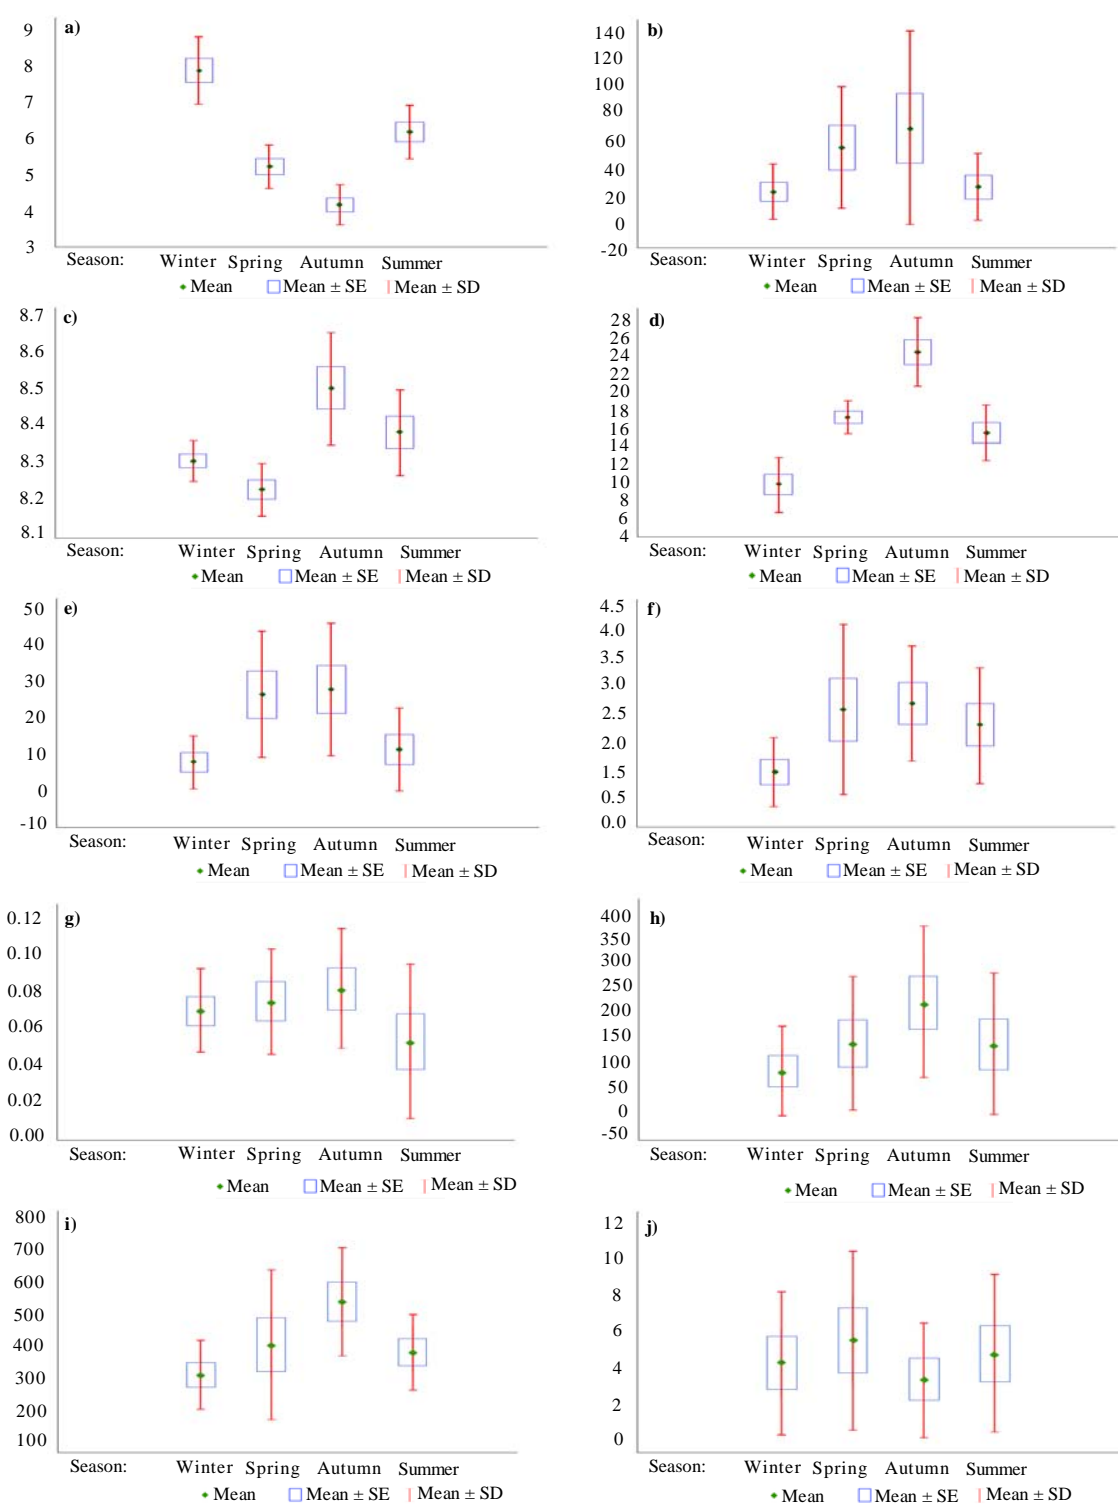 a)
9
8
7
6
5
4
3
Season: Winter Spring Autumn Summer
Mean Mean ± SE Mean ± SD
b)
140
120
100
80
60
40
20
0
-20
Season: Winter Spring Autumn Summer
Mean Mean ± SE Mean ± SD
c)
8.7
8.6
8.5
8.4
8.3
8.2
8.1
Season: Winter Spring Autumn Summer
Mean Mean ± SE Mean ± SD
d)
28
26
24
22
20
18
16
14
12
10
8
6
4
Season: Winter Spring Autumn Summer
Mean Mean ± SE Mean ± SD
e)
50
40
30
20
10
0
-10
Season: Winter Spring Autumn Summer
Mean Mean ± SE Mean ± SD
f)
4.5
4.0
3.5
3.0
2.5
2.0
1.5
0.5
0.0
Season: Winter Spring Autumn Summer
Mean Mean ± SE Mean ± SD
g)
0.12
0.10
0.08
0.06
0.04
0.02
0.00
Season: Winter Spring Autumn Summer
Mean Mean ± SE Mean ± SD
h)
400
350
300
250
200
150
100
50
0
-50
Season: Winter Spring Autumn Summer
Mean Mean ± SE Mean ± SD
i)
800
700
600
500
400
300
200
100
Season: Winter Spring Autumn Summer
Mean Mean ± SE Mean ± SD
j)
12
10
8
6
4
2
0
Season: Winter Spring Autumn Summer
Mean Mean ± SE Mean ± SD